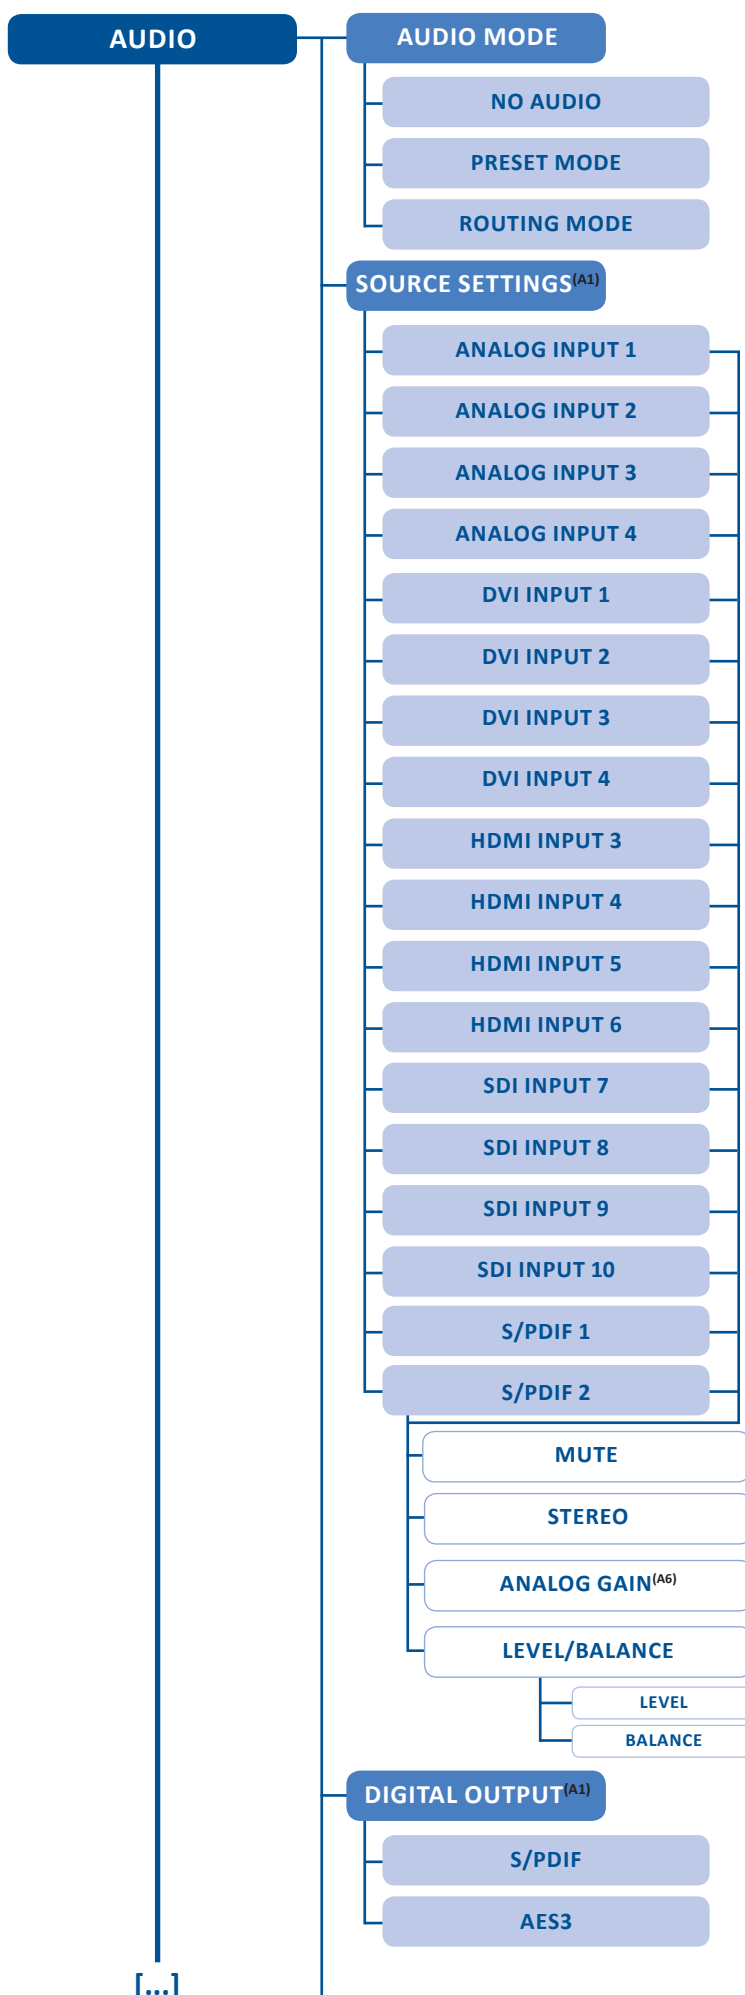 AUDIO
AUDIO MODE
NO AUDIO
PRESET MODE
ROUTING MODE
SOURCE SETTINGS(A1)
ANALOG INPUT 1
ANALOG INPUT 2
ANALOG INPUT 3
ANALOG INPUT 4
DVI INPUT 1
DVI INPUT 2
DVI INPUT 3
DVI INPUT 4
HDMI INPUT 3
HDMI INPUT 4
HDMI INPUT 5
HDMI INPUT 6
SDI INPUT 7
SDI INPUT 8
SDI INPUT 9
SDI INPUT 10
S/PDIF 1
S/PDIF 2
MUTE
STEREO
ANALOG GAIN(A6)
LEVEL/BALANCE
LEVEL
BALANCE
DIGITAL OUTPUT(A1)
S/PDIF
AES3
[...]